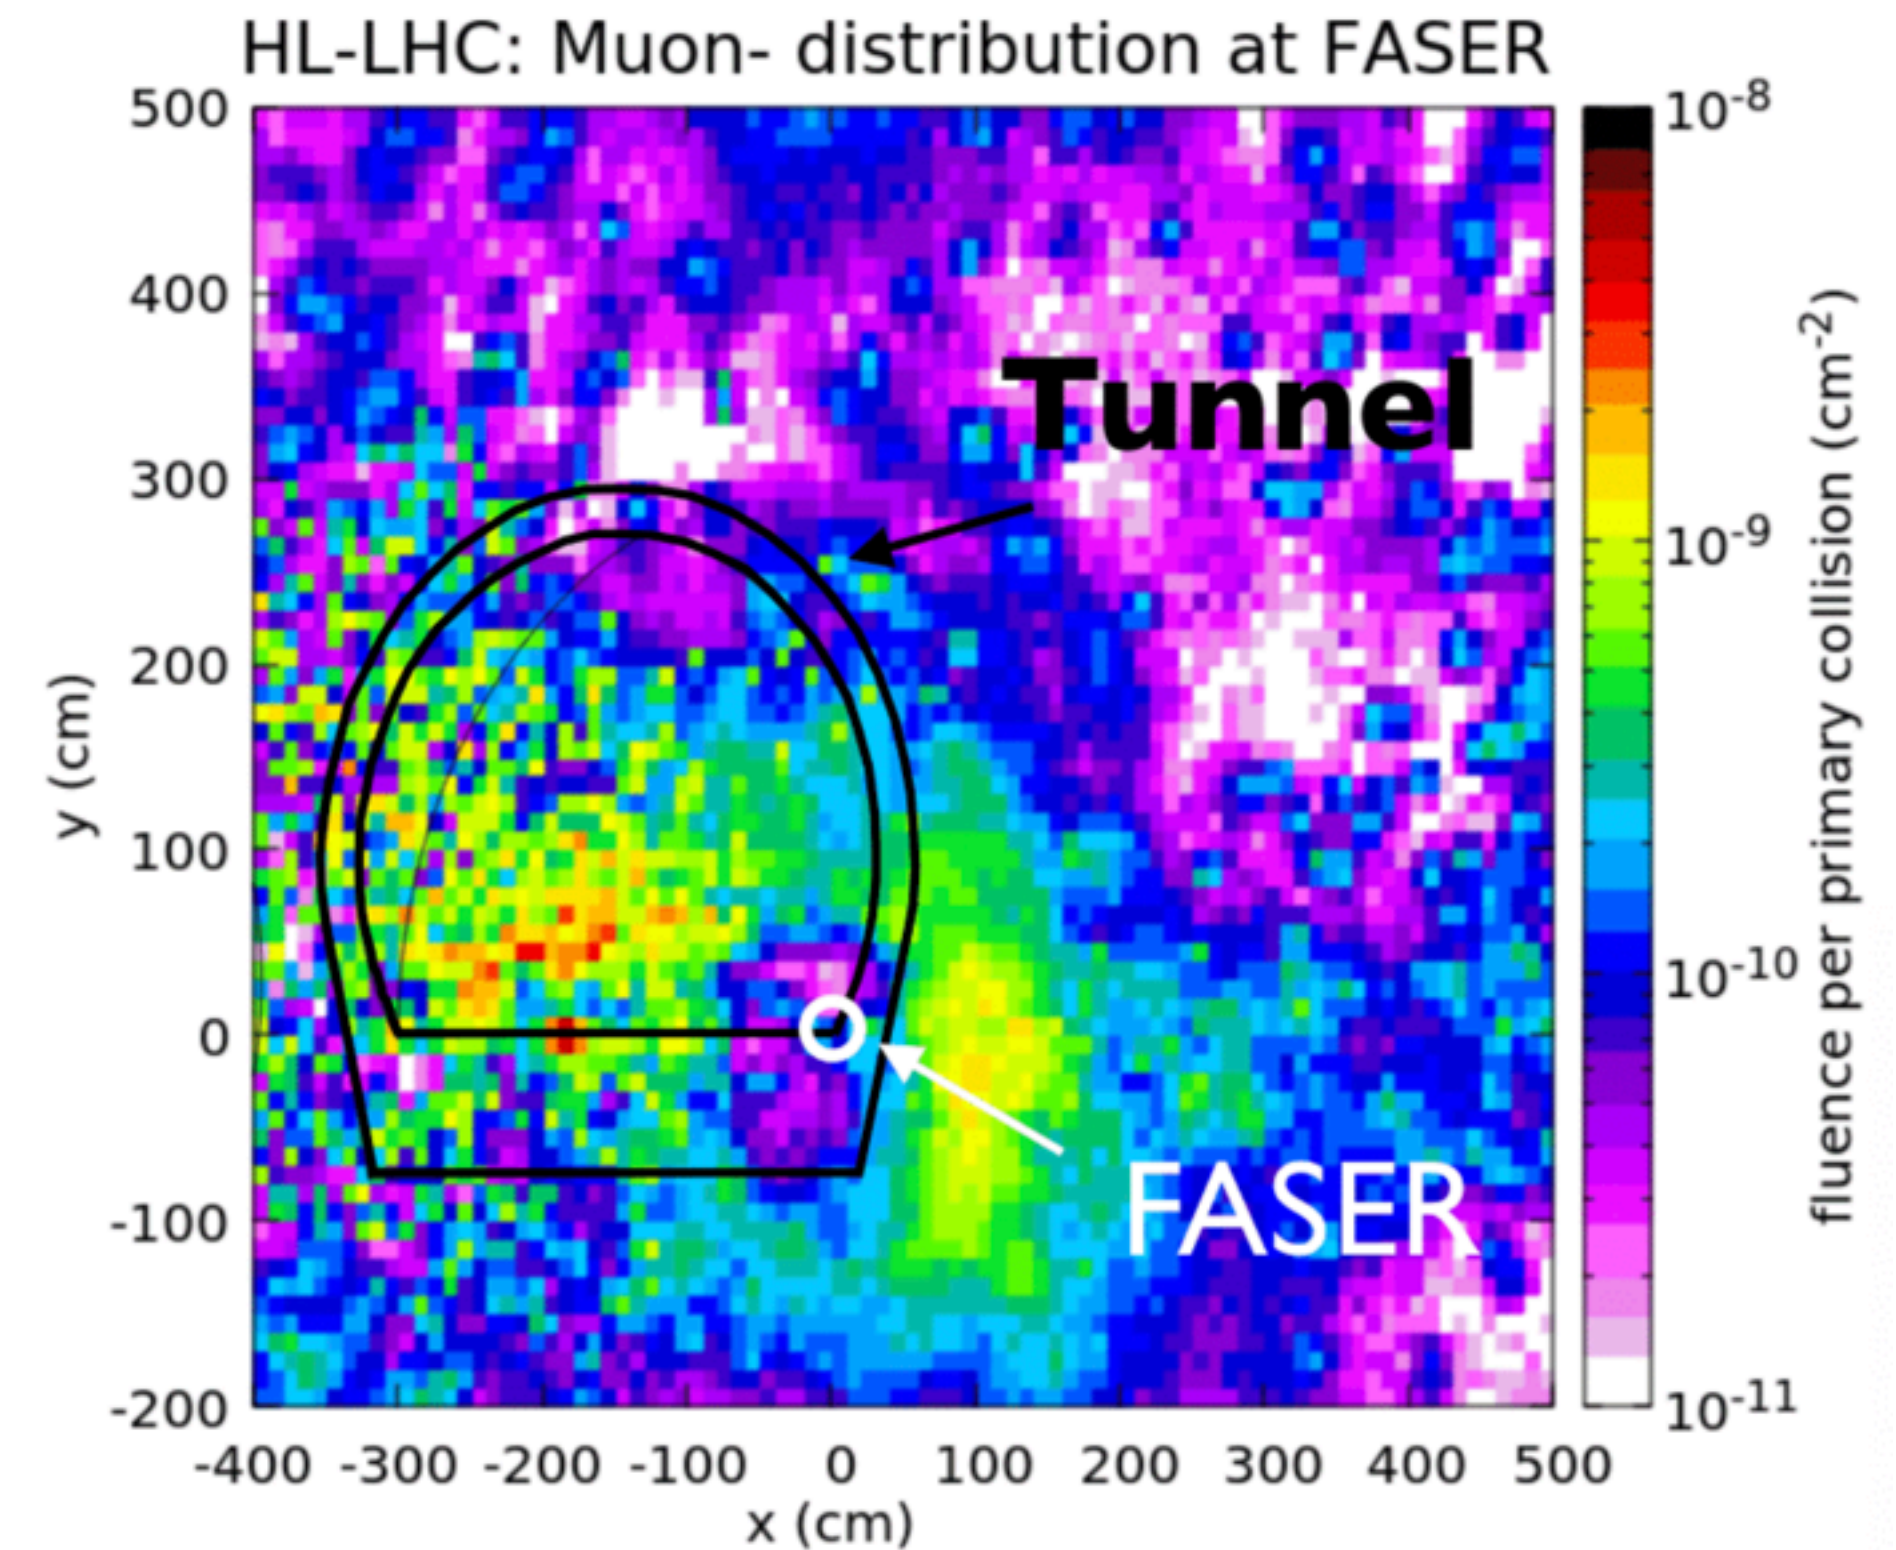 HL-LHC: Muon- distribution at FASER
500
400
300
200
100
0
-100
-200
y (cm)
-400 -300 -200 -100 0 100 200 300 400 500
x (cm)
Tunnel
FASER
10-8
10-9
10-10
10-11
fluence per primary collision (cm-2)